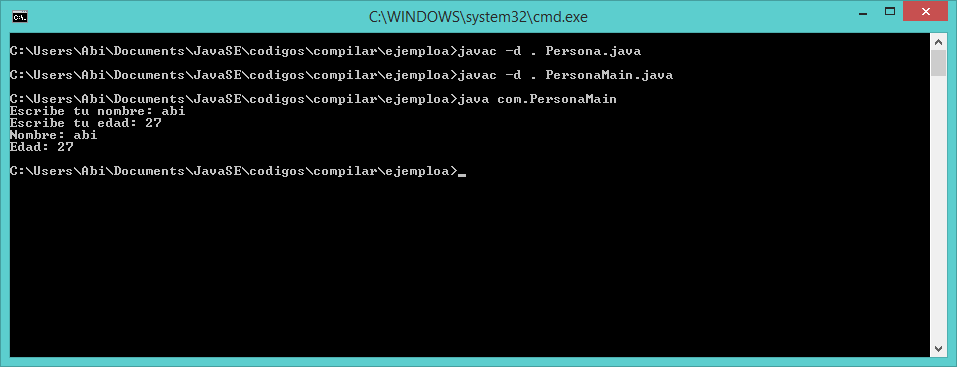 C:\WINDOWS\system32\cmd.exe
C:\Users\Abi\Documents\JavaSE\codigos\compilar\ejemploa>javac -d . Persona.java
C:\Users\Abi\Documents\JavaSE\codigos\compilar\ejemploa>javac -d . PersonaMain.java
C:\Users\Abi\Documents\JavaSE\codigos\compilar\ejemploa>java com.PersonaMain
Escribe tu nombre: abi
Escribe tu edad: 27
Nombre: abi
Edad: 27
C:\Users\Abi\Documents\JavaSE\codigos\compilar\ejemploa>